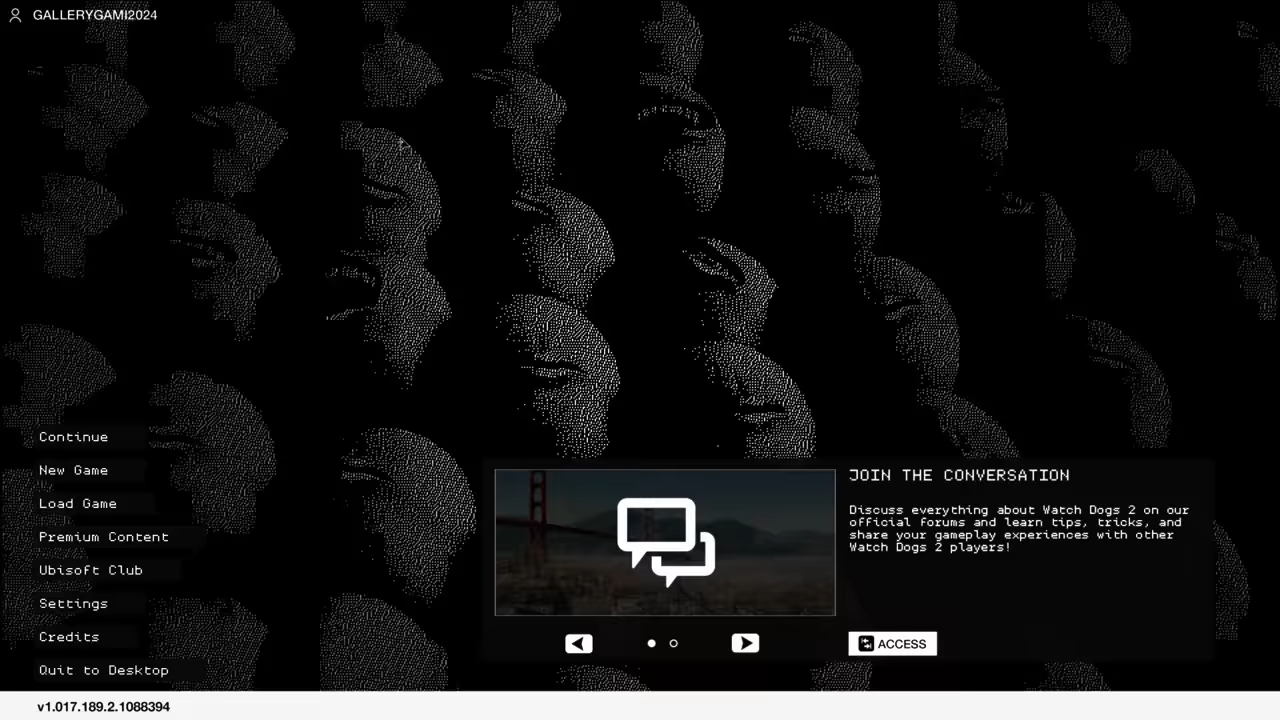 GALLERYGAMI2024
Continue
New Game
Load Game
Premium Content
Ubisoft Club
Settings
Credits
Quit to Desktop
JOIN THE CONVERSATION
Discuss everything about Watch Dogs 2 on our
official forums and learn tips, tricks, and
share your gameplay experiences with other
Watch Dogs 2 players!
ACCESS
v1.017.189.2.1088394